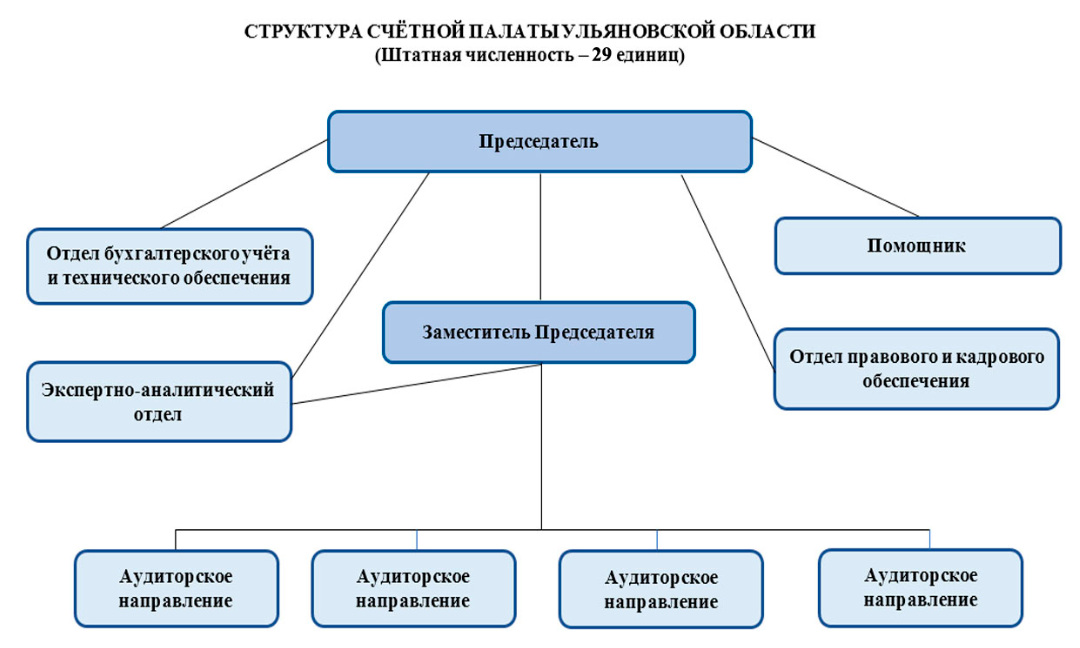 СТРУКТУРА СЧЁТНОЙ ПАЛАТЫ УЛЬЯНОВСКОЙ ОБЛАСТИ
(Штатная численность – 29 единиц)
Председатель
Отдел бухгалтерского учёта
и технического обеспечения
Помощник
Заместитель Председателя
Отдел правового и кадрового
обеспечения
Экспертно-аналитический
отдел
Аудиторское
направление
Аудиторское
направление
Аудиторское
направление
Аудиторское
направление